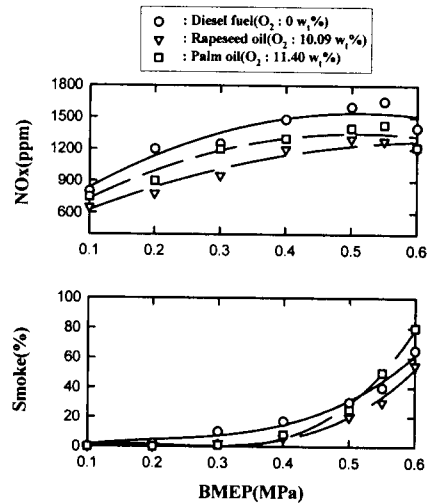 : Diesel fuel(O₂ : 0 wₜ%)
: Rapeseed oil(O₂ : 10.09 wₜ%)
: Palm oil(O₂ : 11.40 wₜ%)
1800
1500
1200
900
600
NOx(ppm)
0.1 0.2 0.3 0.4 0.5 0.6
100
80
60
40
20
0
Smoke(%)
0.1 0.2 0.3 0.4 0.5 0.6
BMEP(MPa)